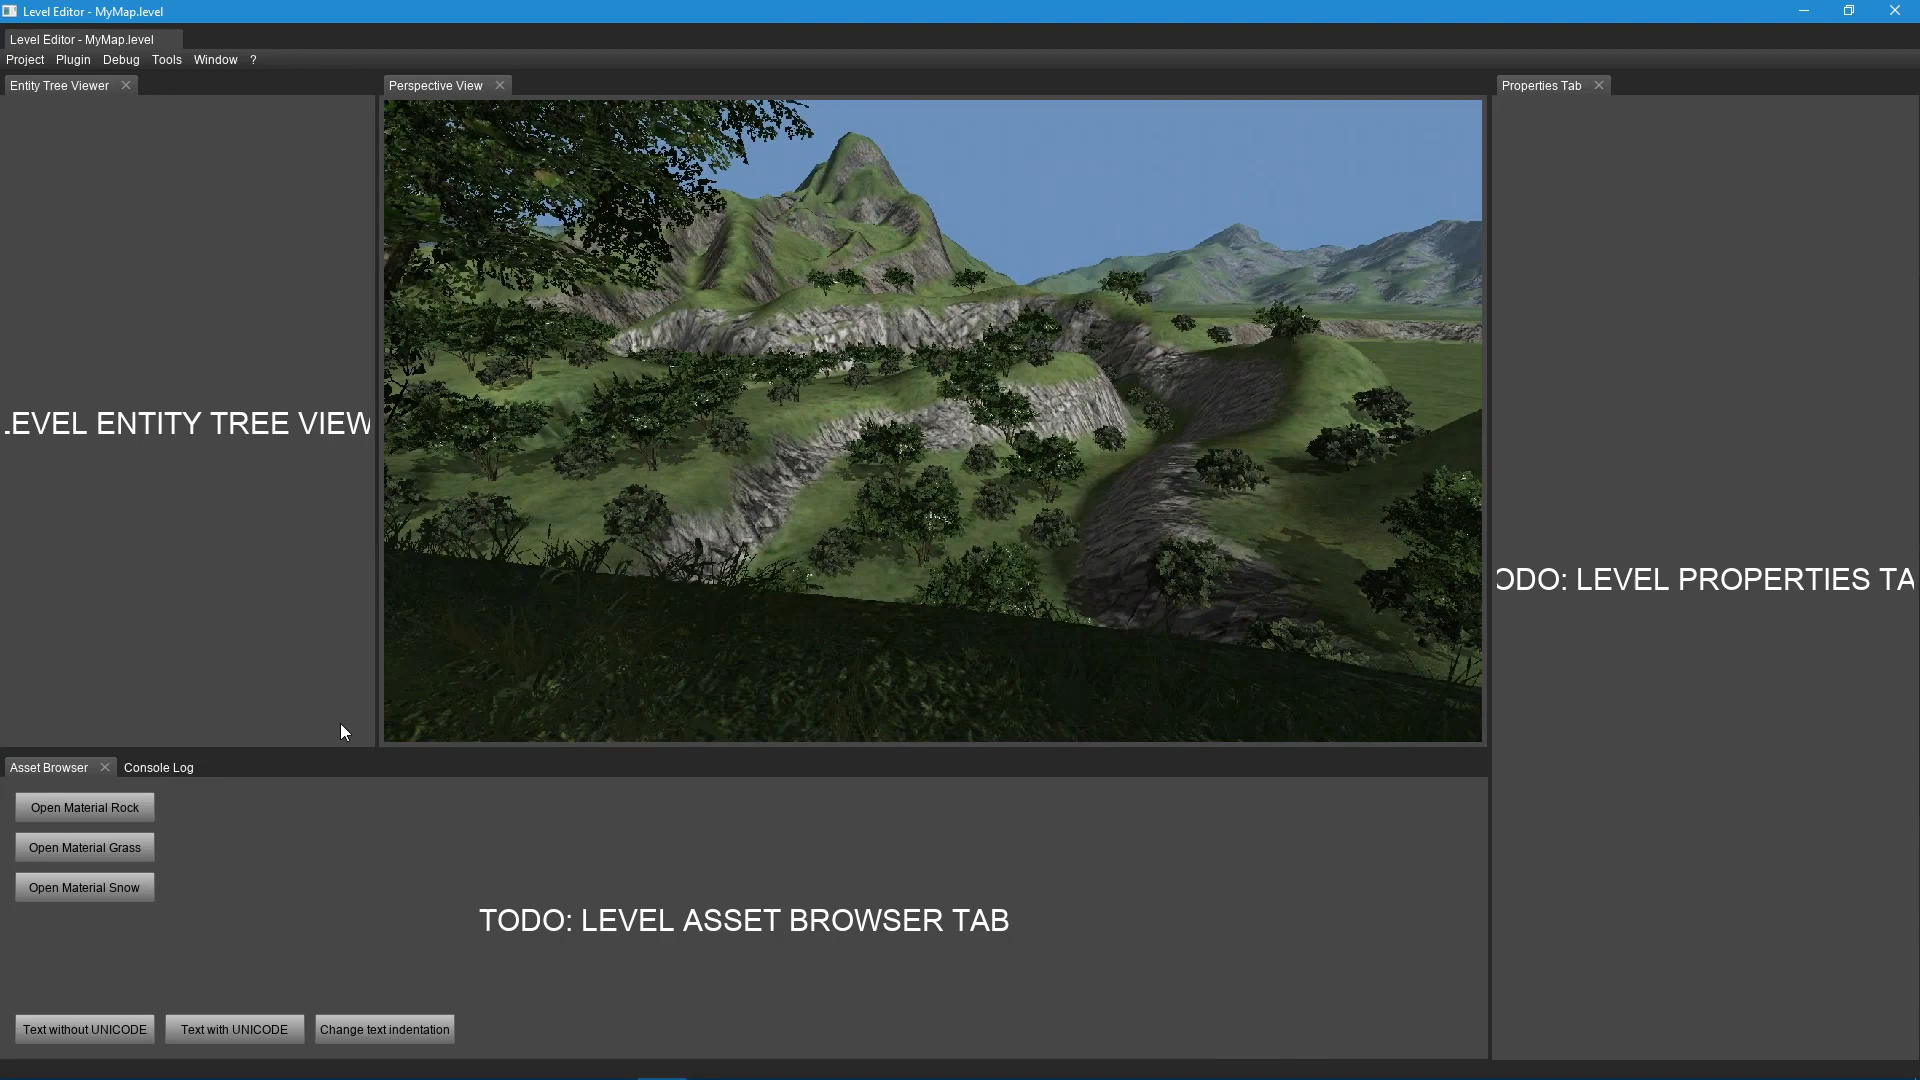 Level Editor - MyMap.level
Level Editor - MyMap.level
Project Plugin Debug Tools Window ?
Entity Tree Viewer
Perspective View
Properties Tab
LEVEL ENTITY TREE VIEW
ODO: LEVEL PROPERTIES TA
Asset Browser
Console Log
Open Material Rock
Open Material Grass
Open Material Snow
TODO: LEVEL ASSET BROWSER TAB
Text without UNICODE
Text with UNICODE
Change text indentation